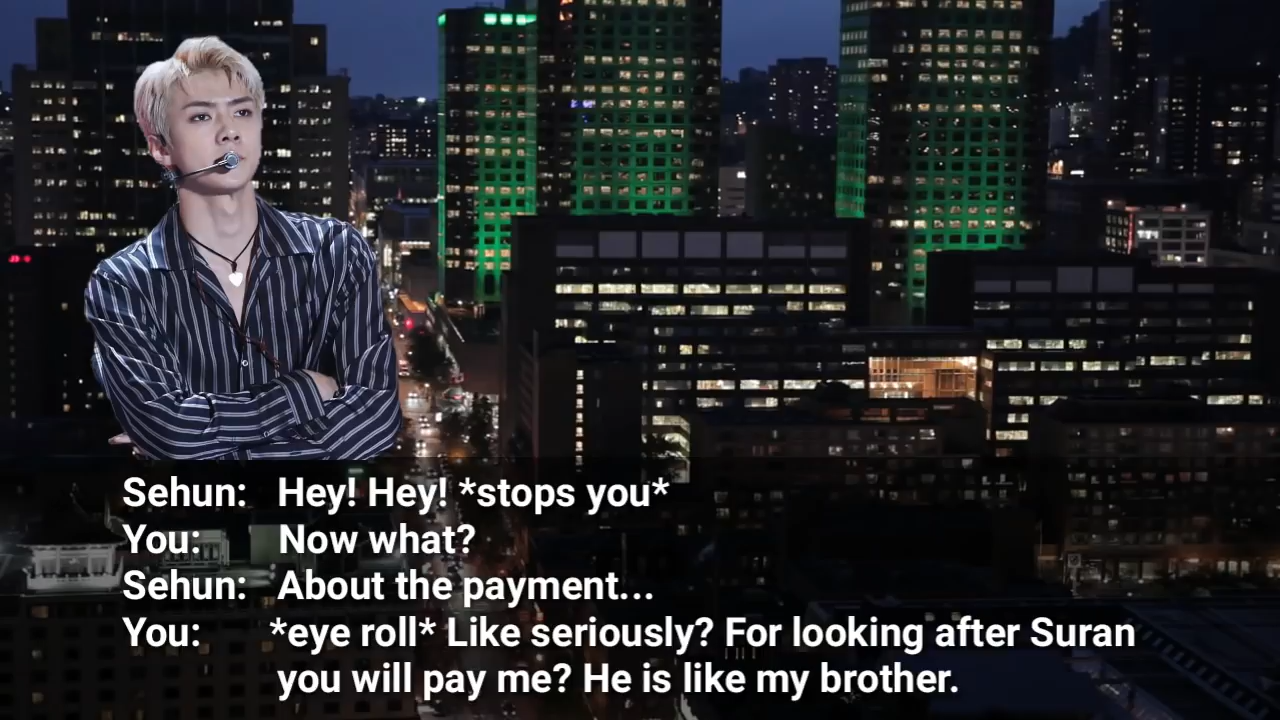 Sehun: Hey! Hey! *stops you*
You: Now what?
Sehun: About the payment...
You: *eye roll* Like seriously? For looking after Suran
you will pay me? He is like my brother.